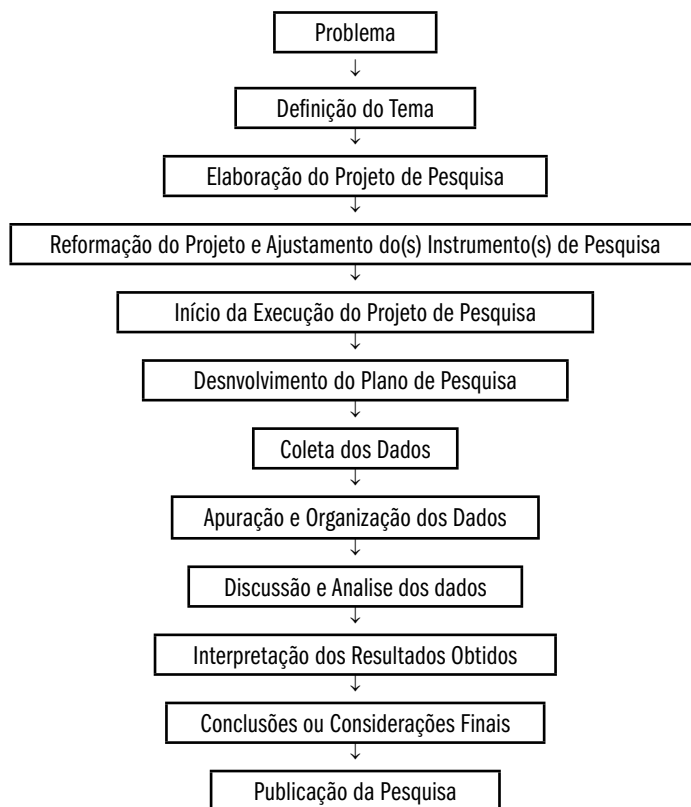 Problema
↓
Definição do Tema
↓
Elaboração do Projeto de Pesquisa
↓
Reformação do Projeto e Ajustamento do(s) Instrumento(s) de Pesquisa
↓
Início da Execução do Projeto de Pesquisa
↓
Desnvolvimento do Plano de Pesquisa
↓
Coleta dos Dados
↓
Apuração e Organização dos Dados
↓
Discussão e Analise dos dados
↓
Interpretação dos Resultados Obtidos
↓
Conclusões ou Considerações Finais
↓
Publicação da Pesquisa